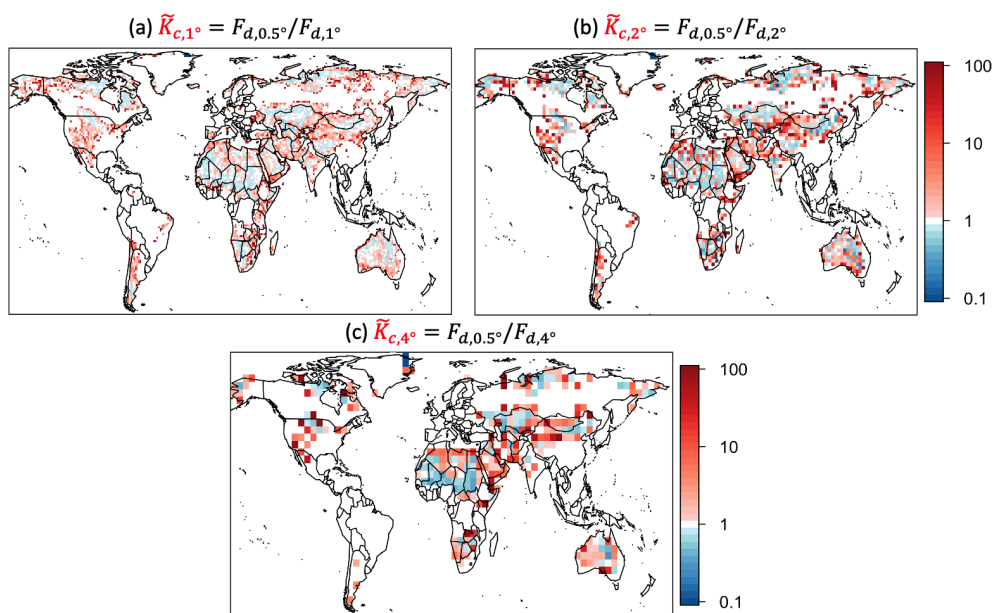 (a) K̃c,1° = Fd,0.5°/Fd,1°
(b) K̃c,2° = Fd,0.5°/Fd,2°
100
10
1
0.1
(c) K̃c,4° = Fd,0.5°/Fd,4°
100
10
1
0.1